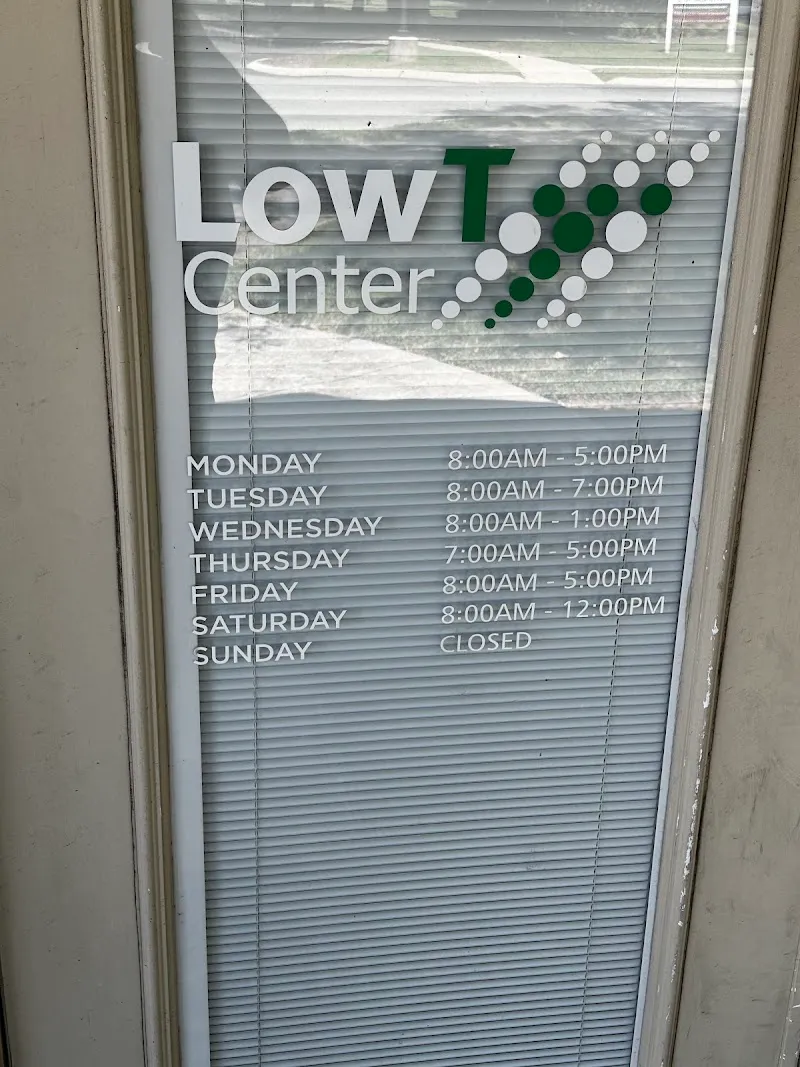 LowT
Center
MONDAY 8:00AM - 5:00PM
TUESDAY 8:00AM - 7:00PM
WEDNESDAY 8:00AM - 1:00PM
THURSDAY 7:00AM - 5:00PM
FRIDAY 8:00AM - 5:00PM
SATURDAY 8:00AM - 12:00PM
SUNDAY CLOSED